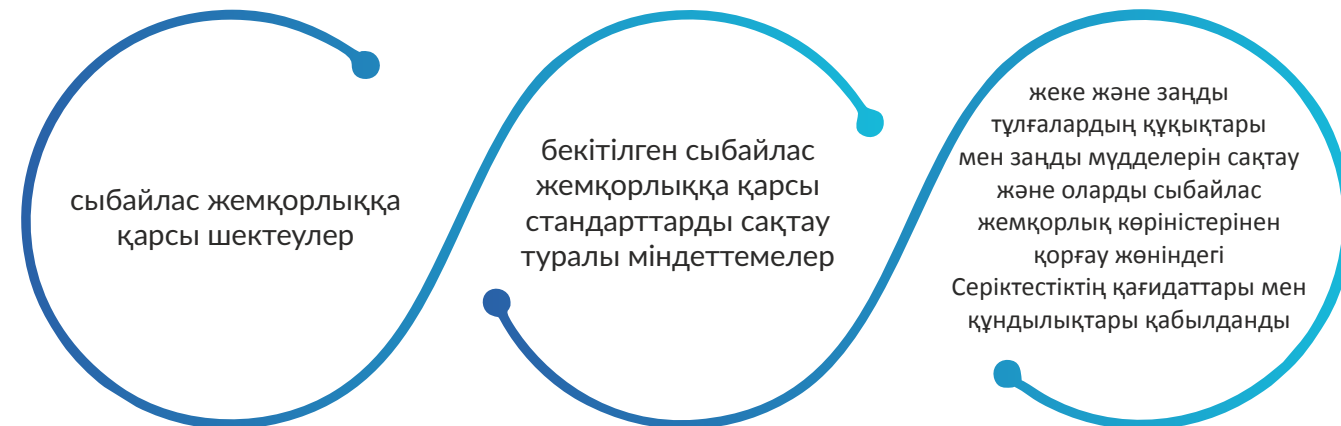 сыбайлас жемқорлыққа
қарсы шектеулер
бекітілген сыбайлас
жемқорлыққа қарсы
стандарттарды сақтау
туралы міндеттемелер
жеке және заңды
тұлғалардың құқықтары
мен заңды мүдделерін сақтау
және оларды сыбайлас
жемқорлық көріністерінен
қорғау жөніндегі
Серіктестіктің қағидаттары мен
құндылықтары қабылданды